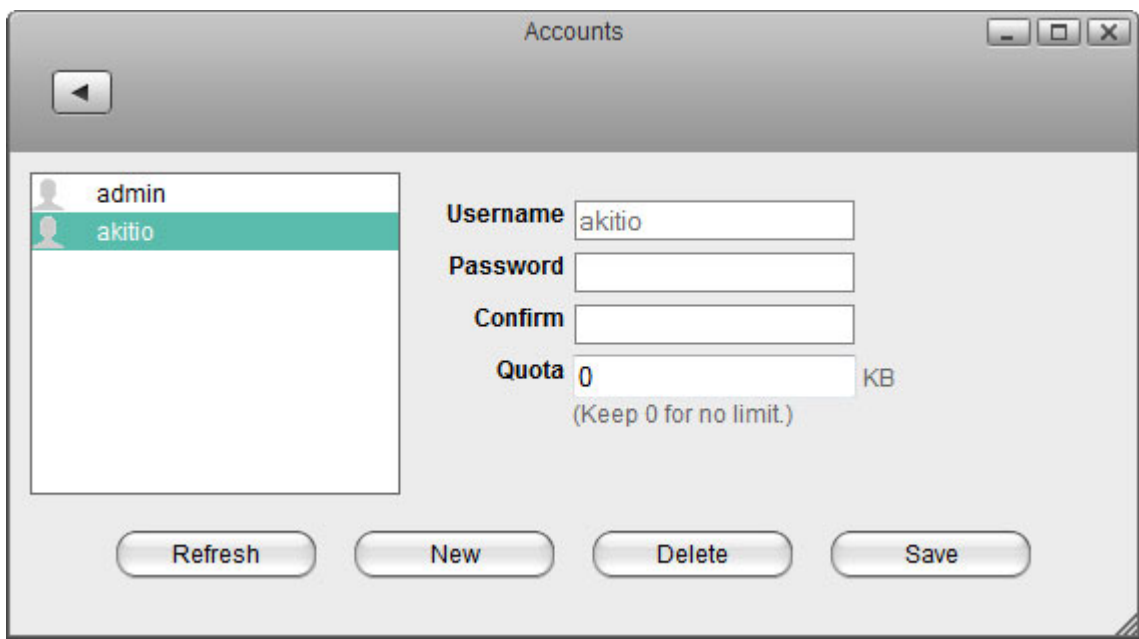 Accounts
admin
akitio
Username akitio
Password
Confirm
Quota 0 KB
(Keep 0 for no limit.)
Refresh New Delete Save